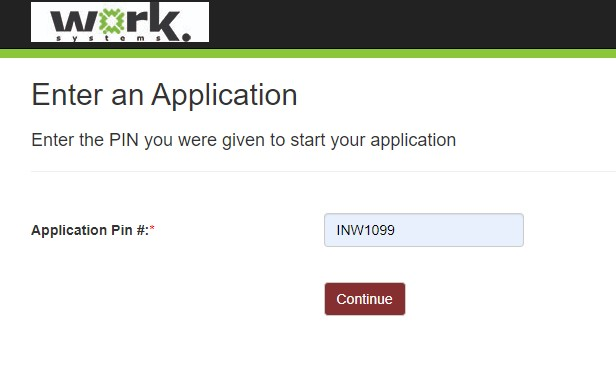 work.
systems
Enter an Application
Enter the PIN you were given to start your application
Application Pin #:*
INW1099
Continue